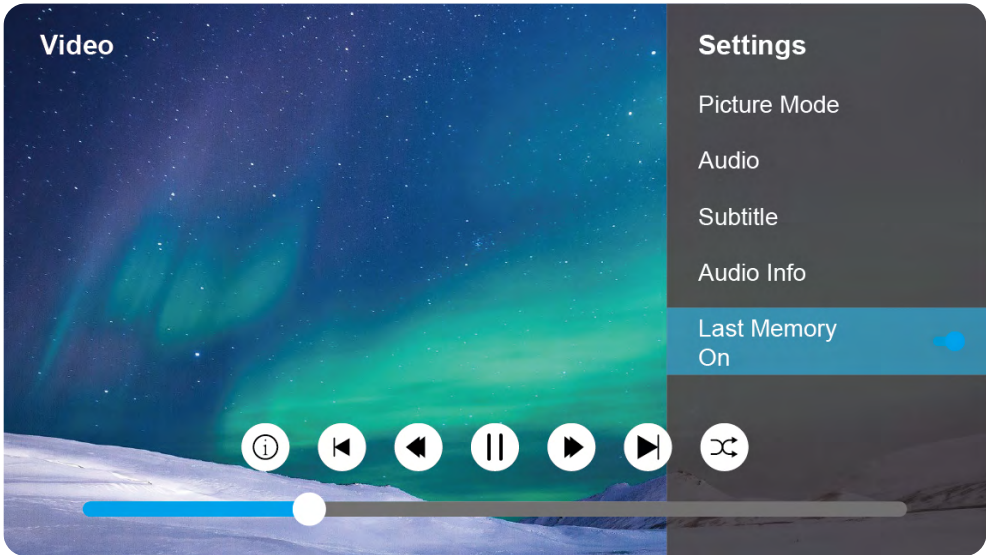 Video
Settings
Picture Mode
Audio
Subtitle
Audio Info
Last Memory
On